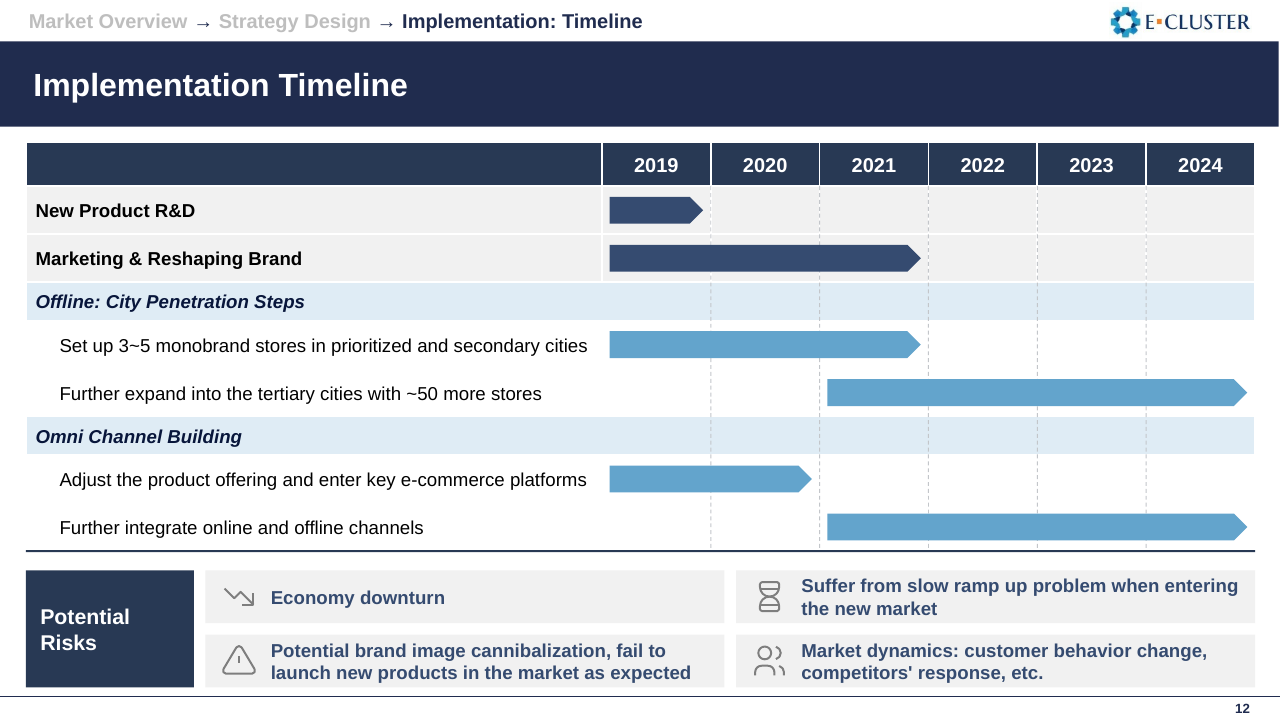 Market Overview → Strategy Design → Implementation: Timeline
E▪CLUSTER
Implementation Timeline
2019 2020 2021 2022 2023 2024
New Product R&D
Marketing & Reshaping Brand
Offline: City Penetration Steps
Set up 3~5 monobrand stores in prioritized and secondary cities
Further expand into the tertiary cities with ~50 more stores
Omni Channel Building
Adjust the product offering and enter key e-commerce platforms
Further integrate online and offline channels
Potential
Risks
Economy downturn
Suffer from slow ramp up problem when entering
the new market
Potential brand image cannibalization, fail to
launch new products in the market as expected
Market dynamics: customer behavior change,
competitors' response, etc.
12